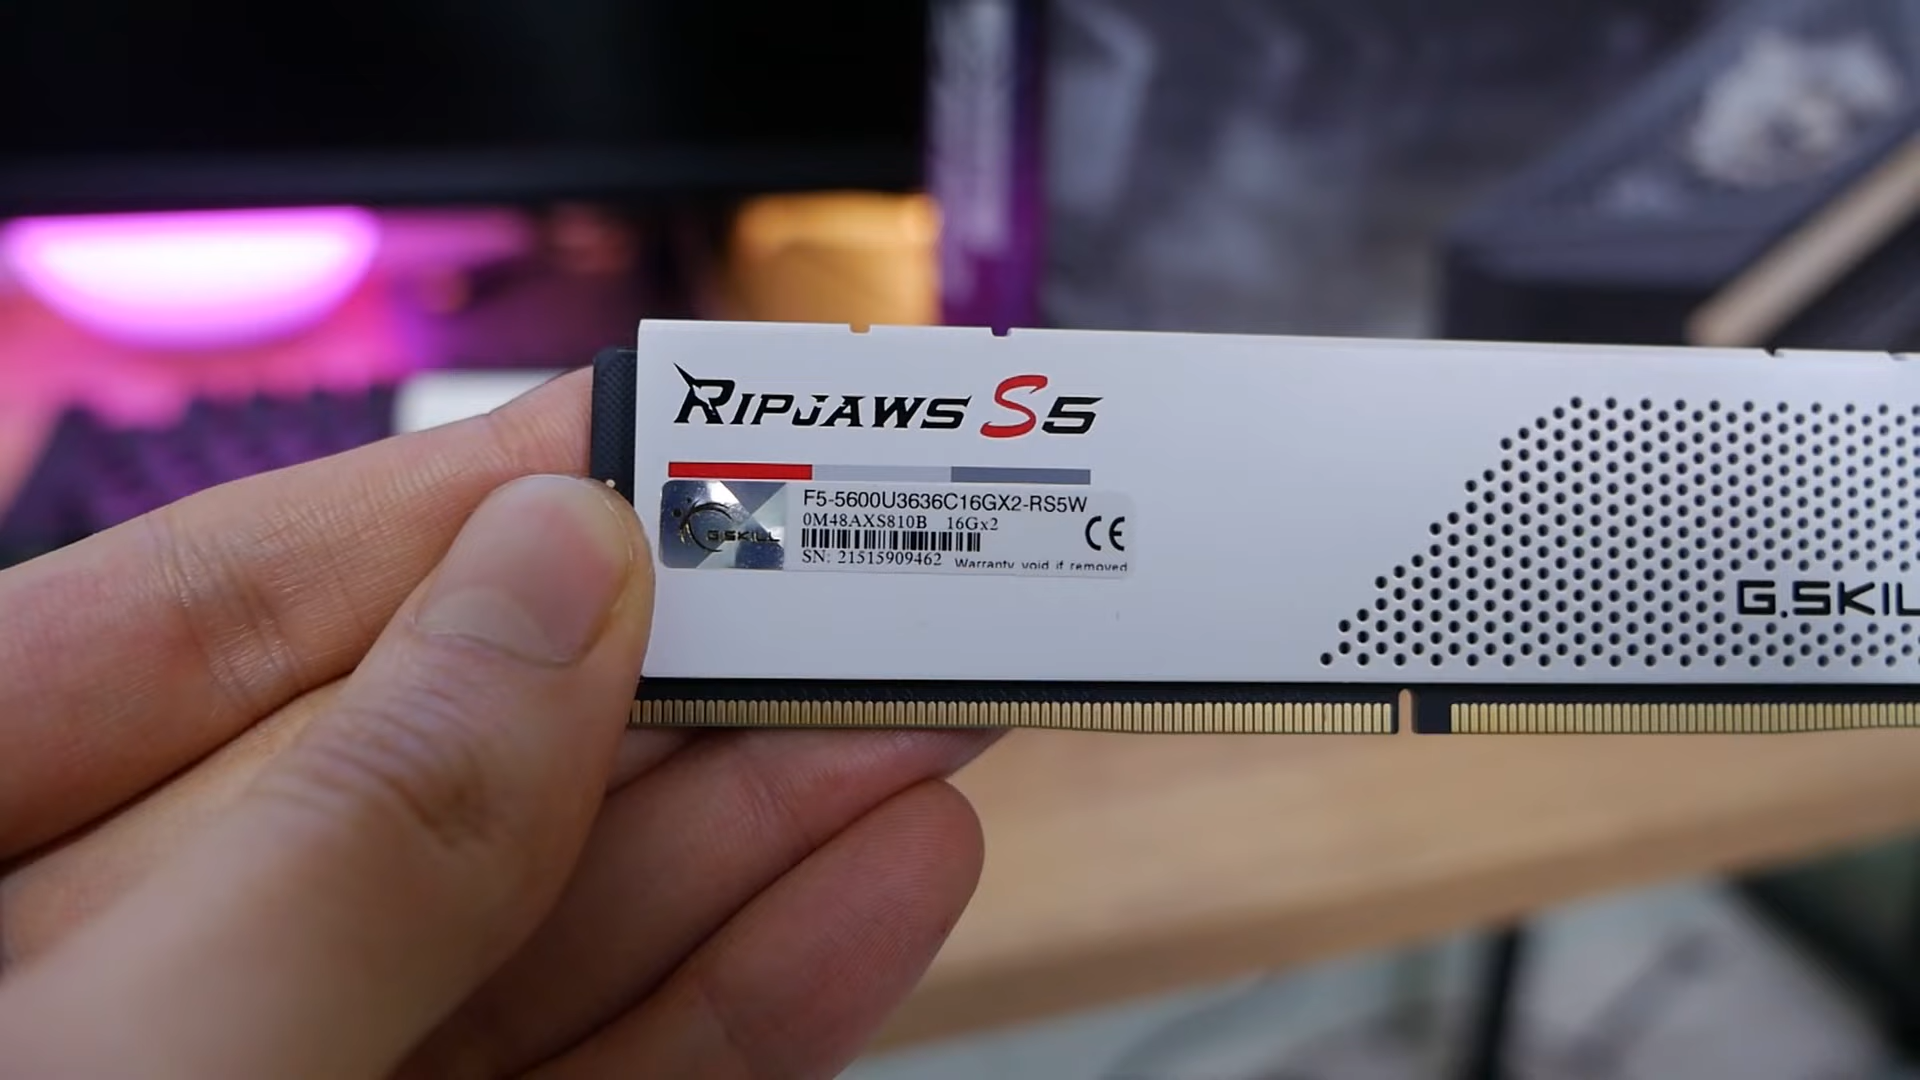 RIPJAWS S5
F5-5600U3636C16GX2-RS5W
0M48AXS810B 16Gx2
CE
G.SKILL
SN: 21515909462 Warranty void if removed
G.SKIL